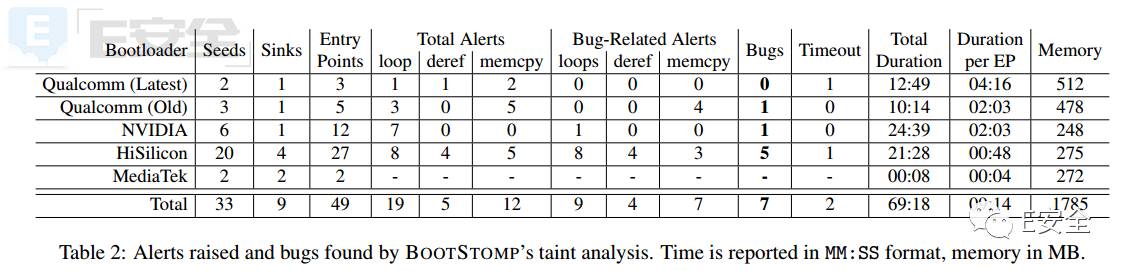 E安全
Bootloader Seeds Sinks Entry Points Total Alerts Bug-Related Alerts Bugs Timeout Total Duration Duration per EP Memory
loop deref memcpy loops deref memcpy
Qualcomm (Latest) 2 1 3 1 1 2 0 0 0 0 1 12:49 04:16 512
Qualcomm (Old) 3 1 5 3 0 5 0 0 4 1 0 10:14 02:03 478
NVIDIA 6 1 12 7 0 0 1 0 0 1 0 24:39 02:03 248
HiSilicon 20 4 27 8 4 5 8 4 3 5 1 21:28 00:48 275
MediaTek 2 2 2 - - - - - - - - 00:08 00:04 272
Total 33 9 49 19 5 12 9 4 7 7 2 69:18 1785
E安全
Table 2: Alerts raised and bugs found by BOOTSTOMP's taint analysis. Time is reported in MM:SS format, memory in MB.